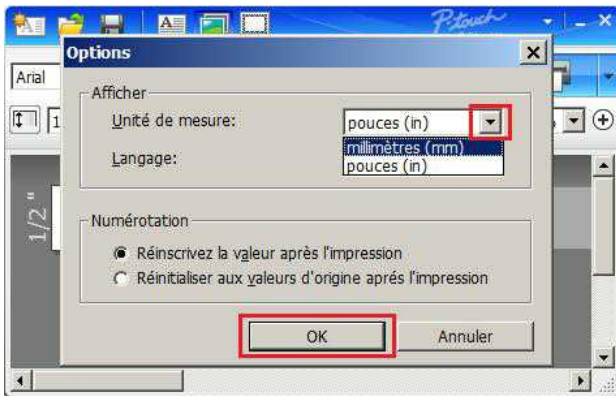 P-touch
Options
Arial
Afficher
Unité de mesure:
pouces (in)
millimètres (mm)
pouces (in)
Langage:
1/2 "
Numérotation
Réinscrivez la valeur après l'impression
Réinitialiser aux valeurs d'origine aprés l'impression
OK
Annuler